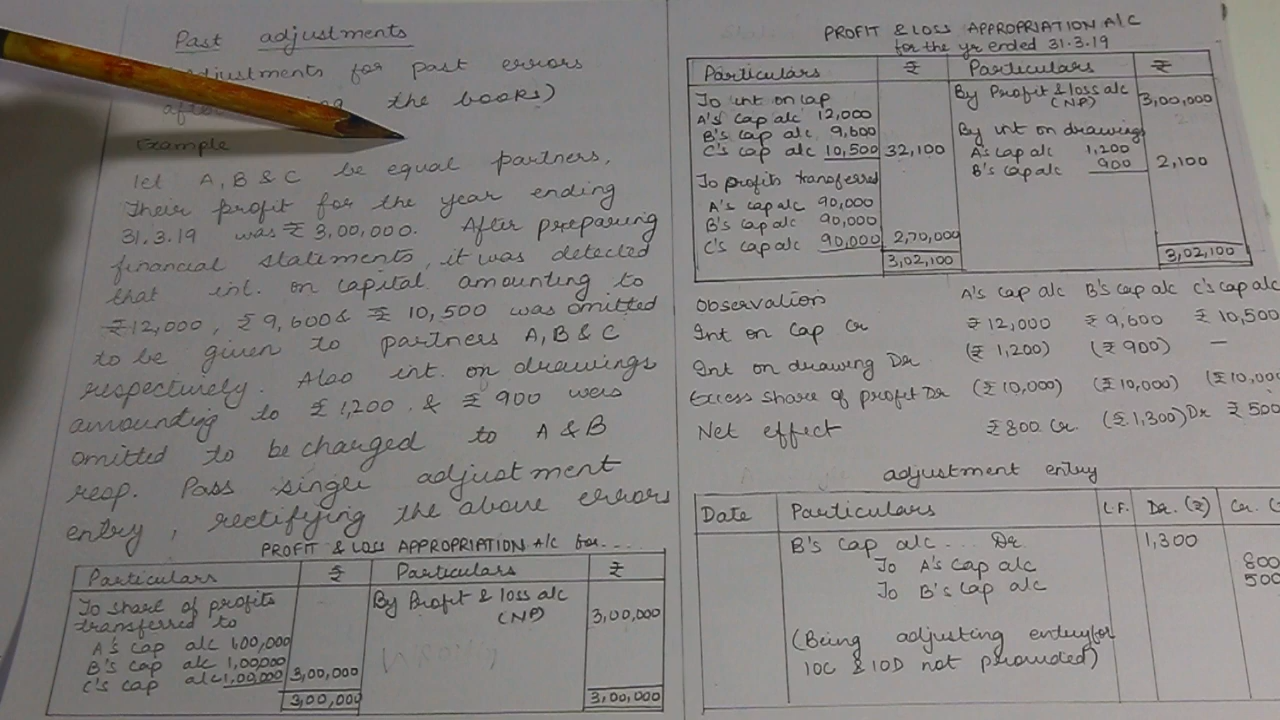 Past adjustments
justments for past errors
the books)
Example
Let A, B & C be equal partners,
Their profit for the year ending
31.3.19 was ₹ 3,00,000. After preparing
financial statements, it was detected
that int. on capital amounting to
₹12,000, ₹ 9,600 & ₹ 10,500 was omitted
to be given to partners A, B & C
respectively. Also int. on drawings
amounting to ₹ 1,200 & ₹ 900 was
omitted to be charged to A & B
resp. Pass single adjustment
entry, rectifying the above errors
PROFIT & LOSS APPROPRIATION A/c for....
Particulars ₹ Particulars ₹
To share of profits By Profit & loss a/c
transferred to (NP) 3,00,000
A's cap a/c 1,00,000
B's cap a/c 1,00,000
C's cap a/c 1,00,000 3,00,000
3,00,000 3,00,000
PROFIT & LOSS APPROPRIATION A/C
for the yr ended 31.3.19
Particulars ₹ Particulars ₹
To int on cap By Profit & loss a/c
A's cap a/c 12,000 (NP) 3,00,000
B's cap a/c 9,600 By int on drawings
C's cap a/c 10,500 32,100 A's cap a/c 1,200
To profits transferred B's cap a/c 900 2,100
A's cap a/c 90,000
B's cap a/c 90,000
C's cap a/c 90,000 2,70,000
3,02,100 3,02,100
Observation A's cap a/c B's cap a/c C's cap a/c
Int on Cap Cr ₹ 12,000 ₹ 9,600 ₹ 10,500
Int on drawing Dr (₹ 1,200) (₹ 900) —
Excess share of profit Dr (₹ 10,000) (₹ 10,000) (₹ 10,000
Net effect ₹ 800 Cr. (₹ 1,300) Dr ₹ 500
adjustment entry
Date Particulars L.F. Dr. (₹) Cr. (
B's cap a/c .... Dr. 1,300
To A's cap a/c 800
To B's cap a/c 500
(Being adjusting entry for
IOC & IOD not promoted)